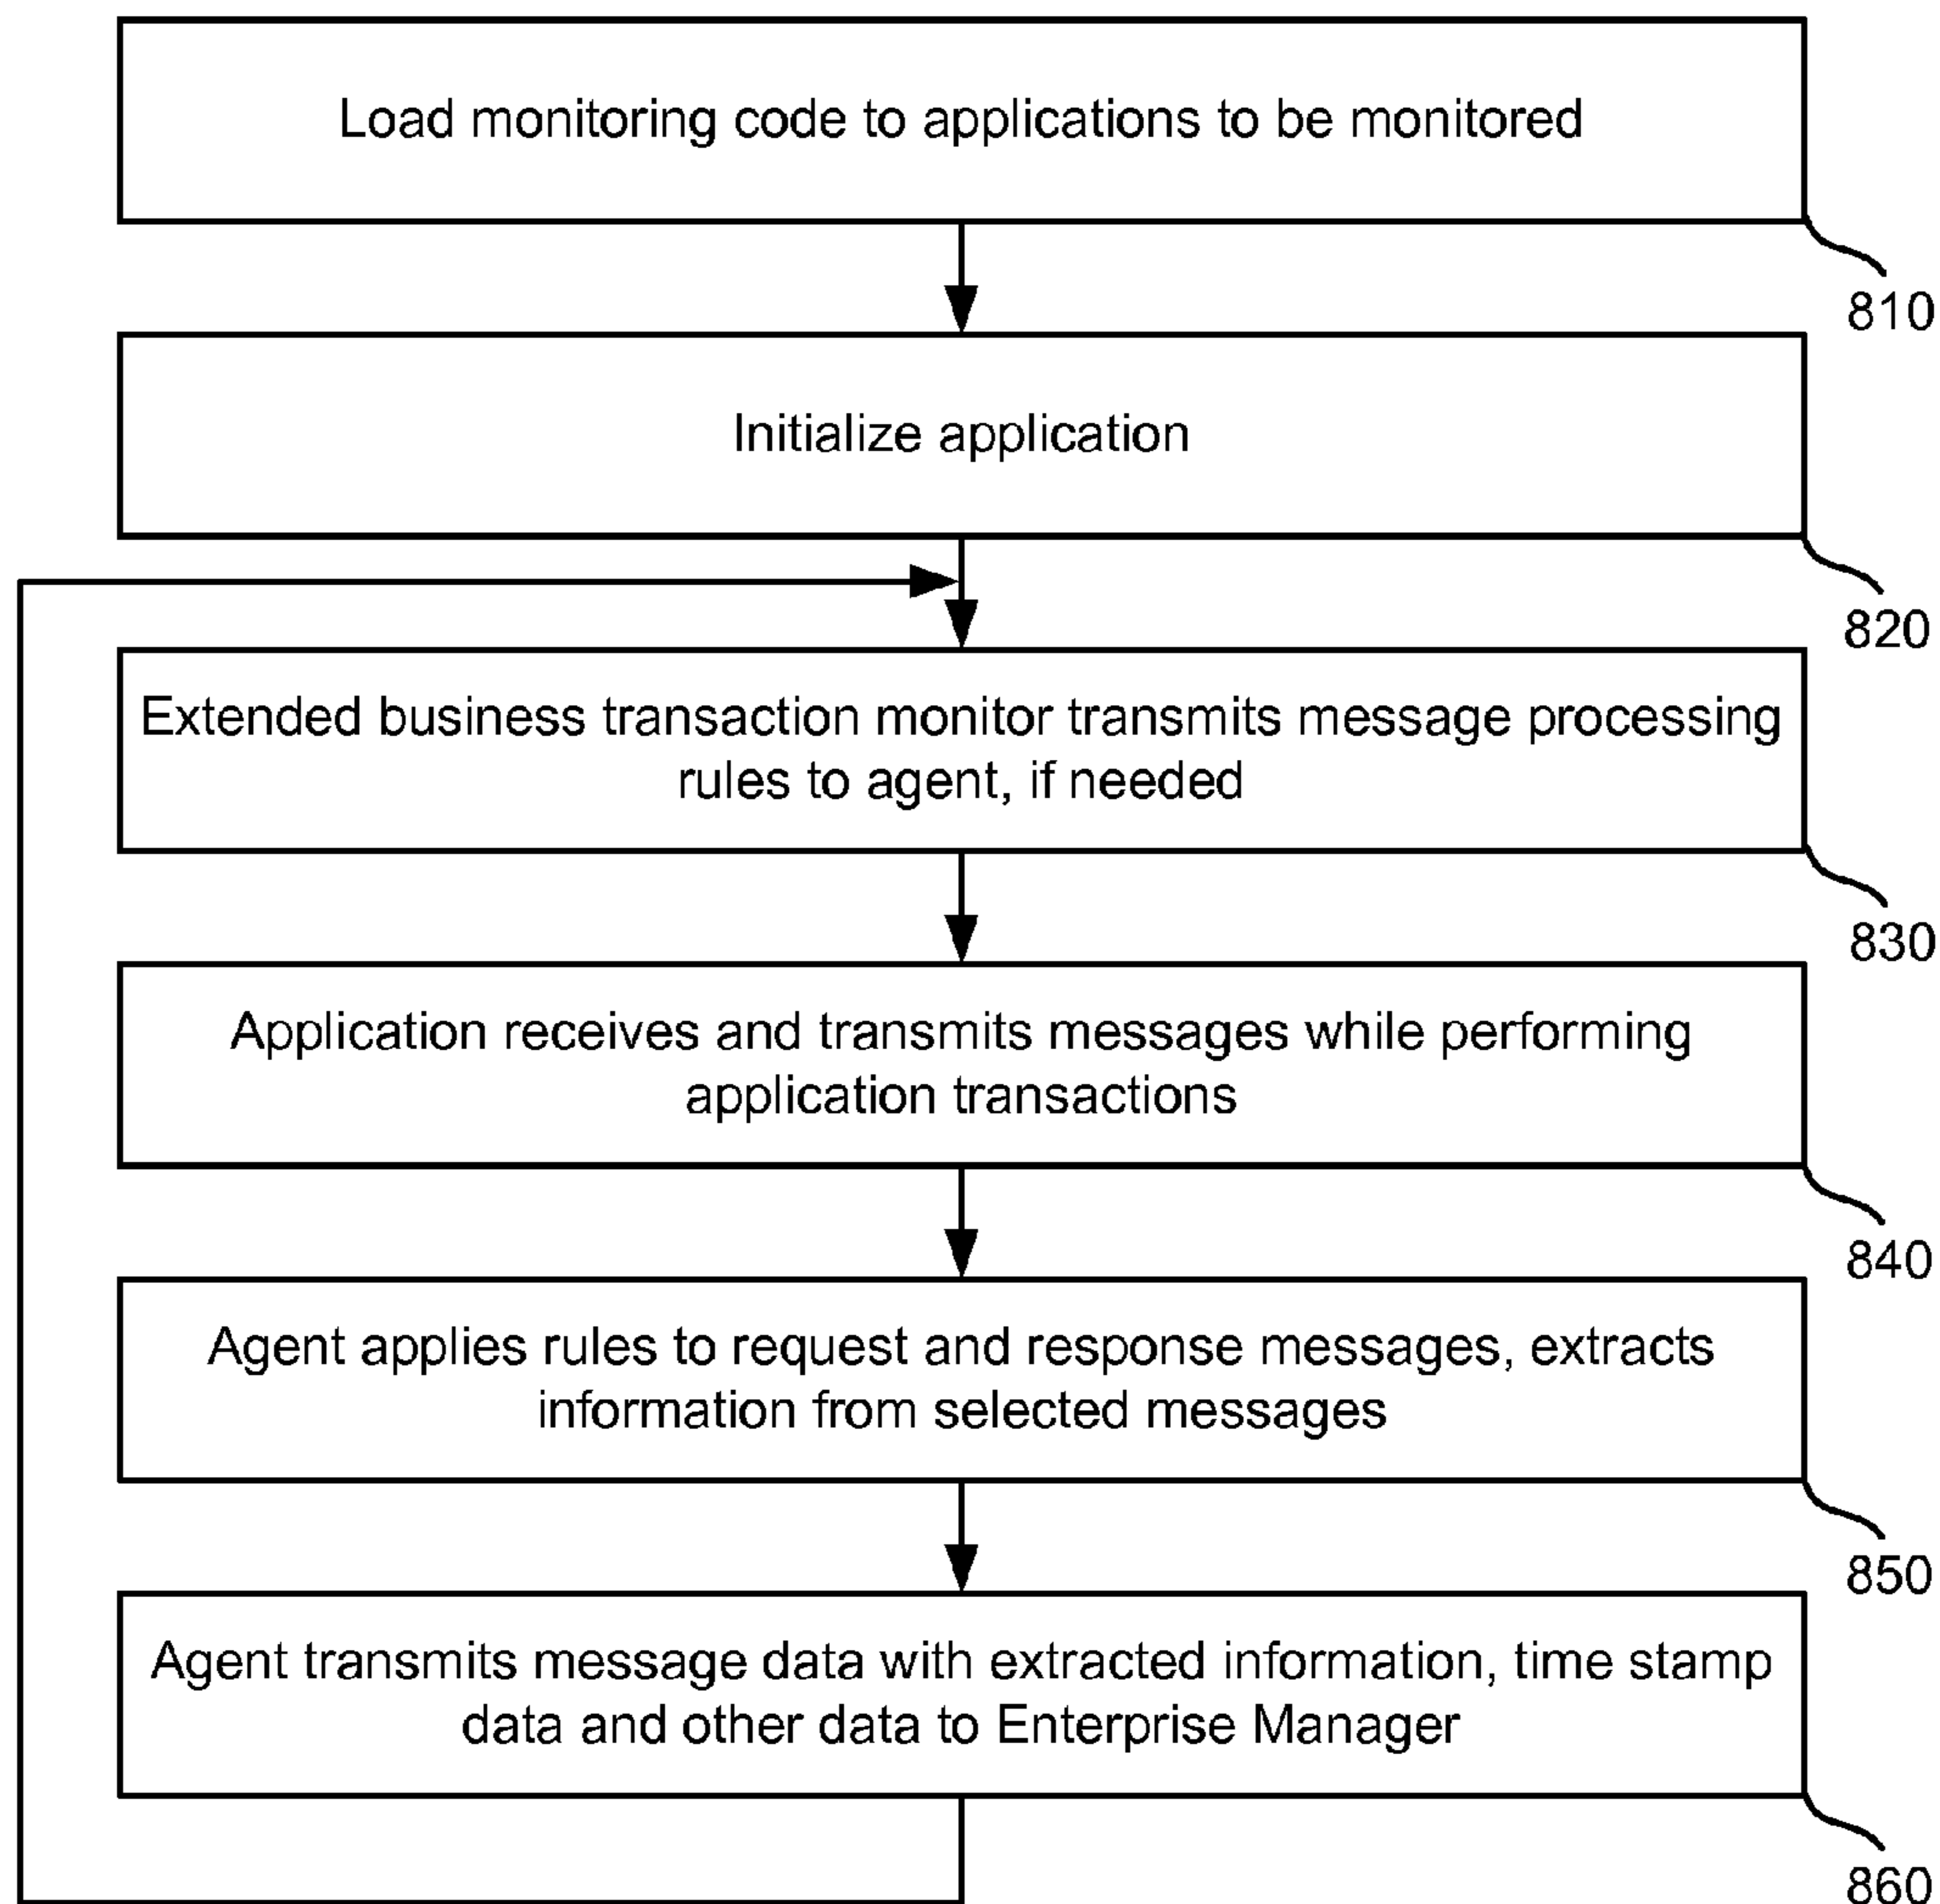 Load monitoring code to applications to be monitored
810
Initialize application
820
Extended business transaction monitor transmits message processing
rules to agent, if needed
830
Application receives and transmits messages while performing
application transactions
840
Agent applies rules to request and response messages, extracts
information from selected messages
850
Agent transmits message data with extracted information, time stamp
data and other data to Enterprise Manager
860